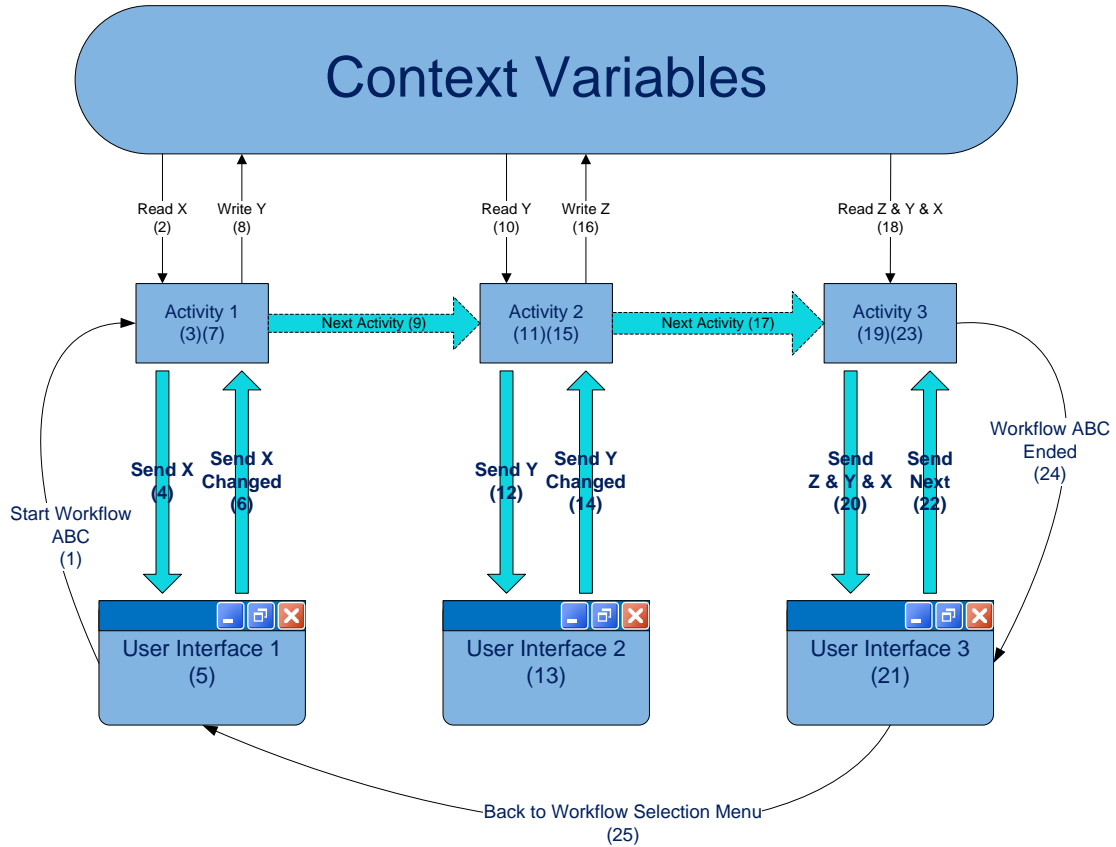 Context Variables
Read X
(2)
Write Y
(8)
Read Y
(10)
Write Z
(16)
Read Z & Y & X
(18)
Activity 1
(3)(7)
Next Activity (9)
Activity 2
(11)(15)
Next Activity (17)
Activity 3
(19)(23)
Start Workflow
ABC
(1)
Send X
(4)
Send X
Changed
(6)
Send Y
(12)
Send Y
Changed
(14)
Send
Z & Y & X
(20)
Send
Next
(22)
Workflow ABC
Ended
(24)
User Interface 1
(5)
User Interface 2
(13)
User Interface 3
(21)
Back to Workflow Selection Menu
(25)